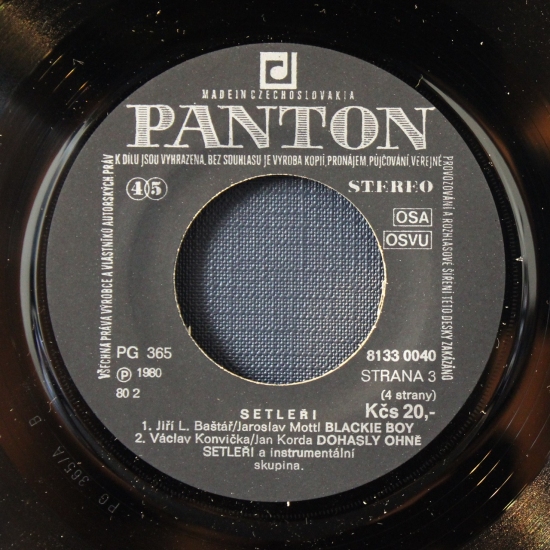 MADE IN CZECHOSLOVAKIA
PANTON
VŠECHNA PRÁVA VÝROBCE A VLASTNÍKŮ AUTORSKÝCH PRÁV
K DÍLU JSOU VYHRAZENA. BEZ SOUHLASU JE VÝROBA KOPIÍ, PRONÁJEM, PŮJČOVÁNÍ VEŘEJNÉ
PROVOZOVÁNÍ A ROZHLASOVÉ ŠÍŘENÍ TÉTO DESKY ZAKÁZÁNO
45
STEREO
OSA
OSVU
PG 365
℗ 1980
80 2
8133 0040
STRANA 3
(4 strany)
Kčs 20,-
SETLEŘI
1. Jiří L. Baštář/Jaroslav Mottl BLACKIE BOY
2. Václav Konvička/Jan Korda DOHASLY OHNĚ
SETLEŘI a instrumentální
skupina.
PG 365/A B